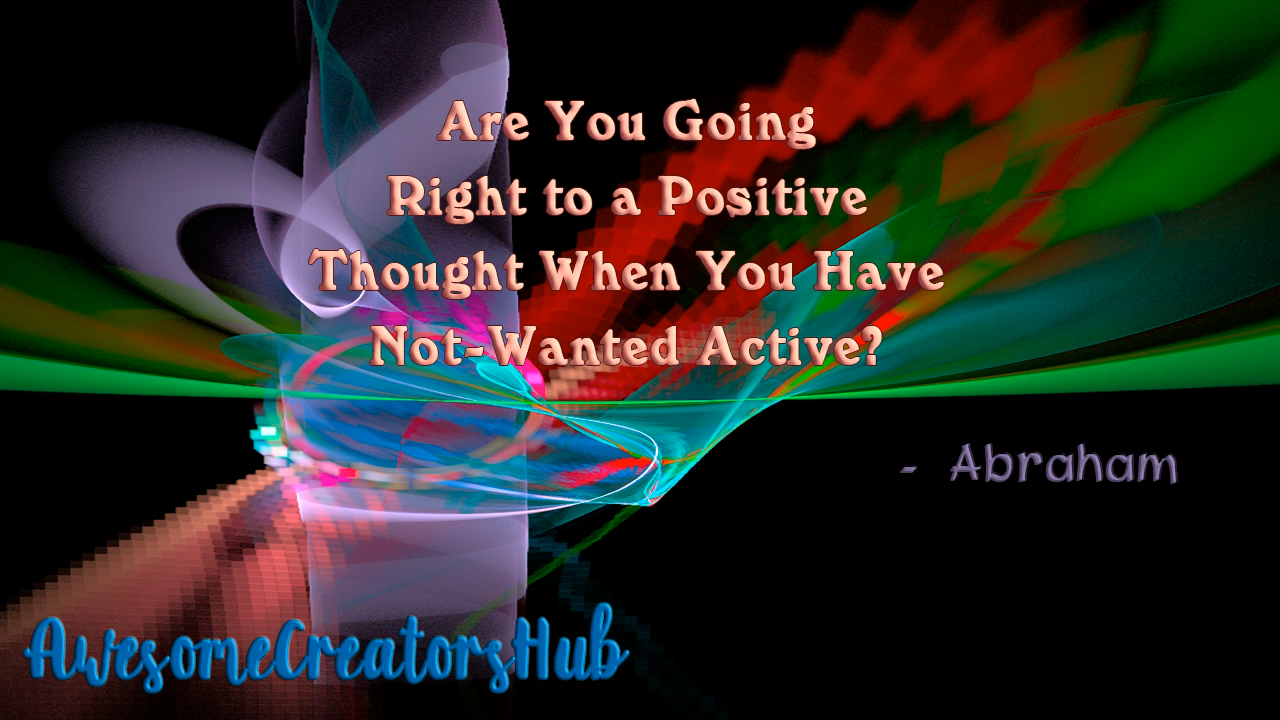 Are You Going
Right to a Positive
Thought When You Have
Not-Wanted Active?
- Abraham
AwesomeCreatorsHub